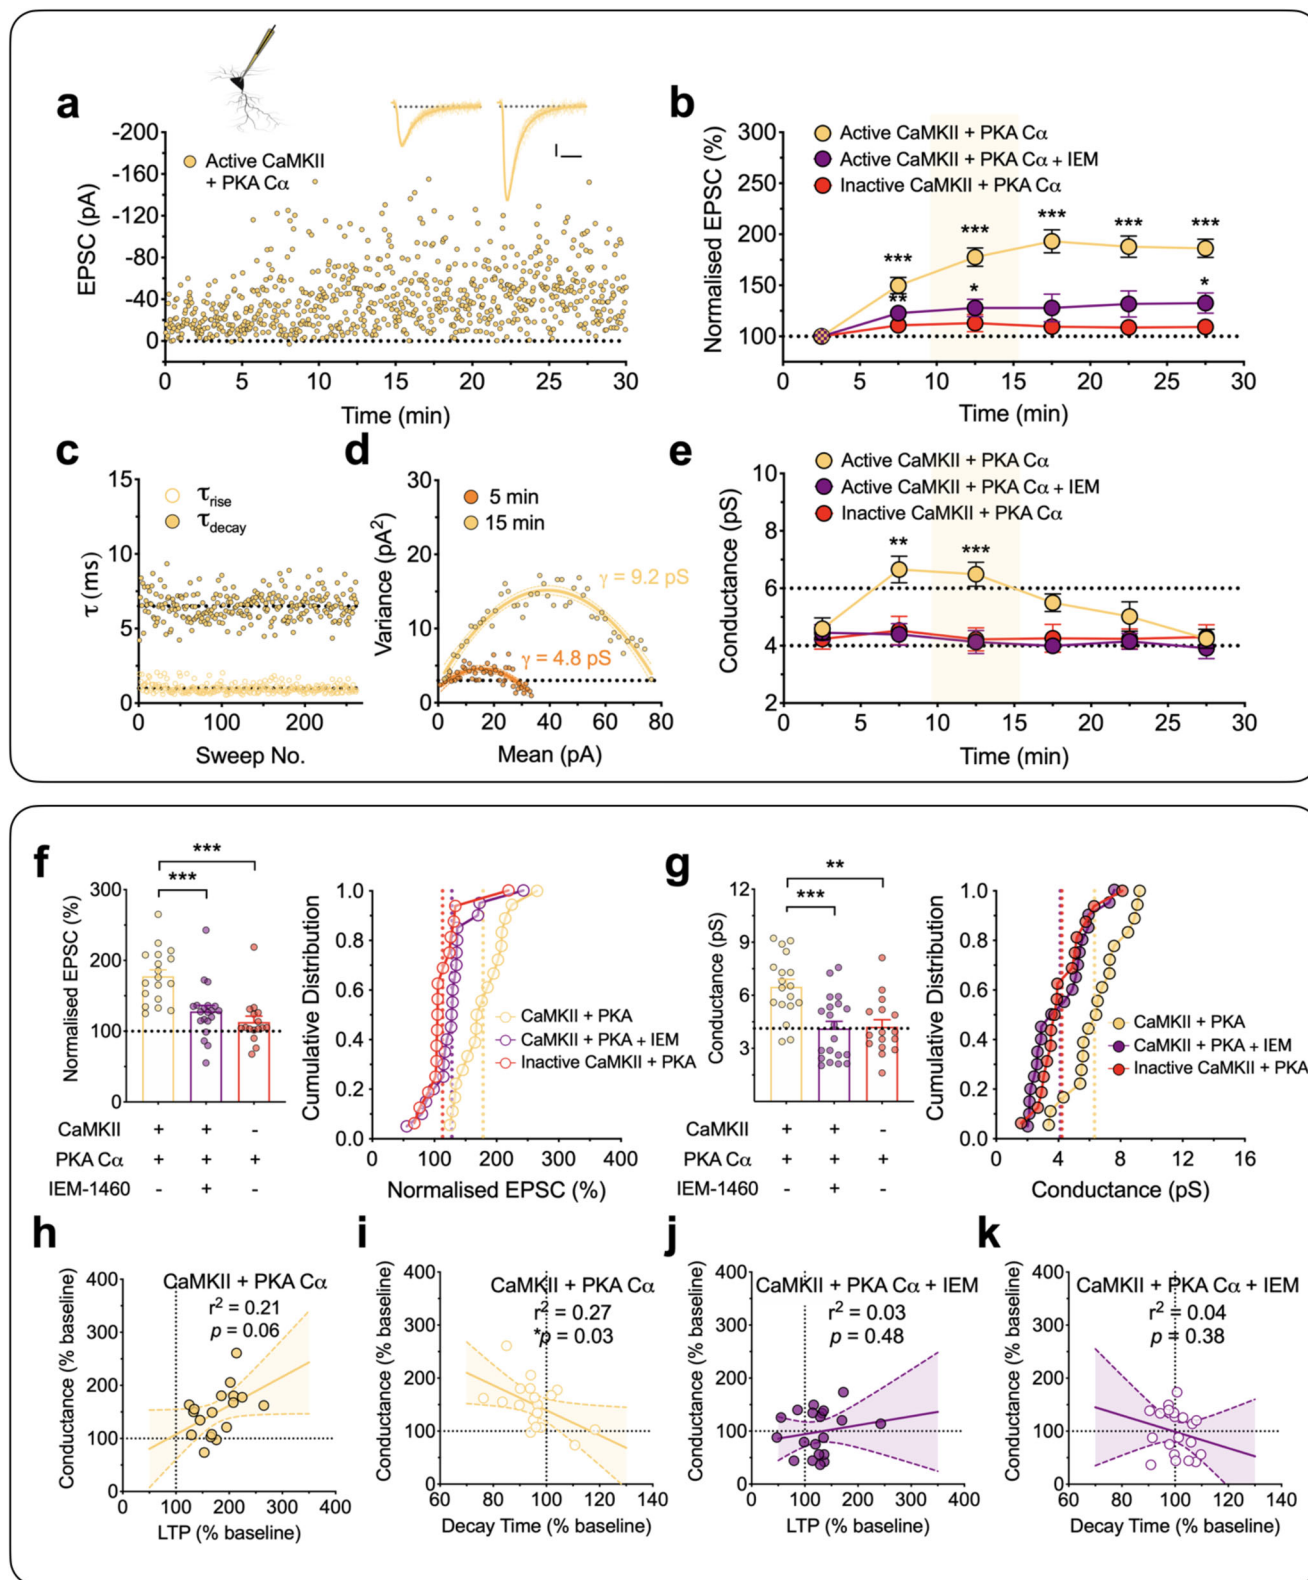 a
Active CaMKII
+ PKA Cα
EPSC (pA)
-200
-160
-120
-80
-40
0
0 5 10 15 20 25 30
Time (min)
b
Active CaMKII + PKA Cα
Active CaMKII + PKA Cα + IEM
Inactive CaMKII + PKA Cα
Normalised EPSC (%)
300
250
200
150
100
*** *** *** *** ***
** * *
0 5 10 15 20 25 30
Time (min)
c
τrise
τdecay
τ (ms)
15
10
5
0
0 100 200
Sweep No.
d
5 min
15 min
Variance (pA²)
30
20
10
0
γ = 9.2 pS
γ = 4.8 pS
0 20 40 60 80
Mean (pA)
e
Active CaMKII + PKA Cα
Active CaMKII + PKA Cα + IEM
Inactive CaMKII + PKA Cα
Conductance (pS)
10
8
6
4
2
** ***
0 5 10 15 20 25 30
Time (min)
f
***
***
Normalised EPSC (%)
300
200
100
0
CaMKII + + -
PKA Cα + + +
IEM-1460 - + -
Cumulative Distribution
1.0
0.8
0.6
0.4
0.2
0.0
CaMKII + PKA
CaMKII + PKA + IEM
Inactive CaMKII + PKA
0 100 200 300 400
Normalised EPSC (%)
g
**
***
Conductance (pS)
12
9
6
3
CaMKII + + -
PKA Cα + + +
IEM-1460 - + -
Cumulative Distribution
1.0
0.8
0.6
0.4
0.2
0.0
CaMKII + PKA
CaMKII + PKA + IEM
Inactive CaMKII + PKA
0 4 8 12 16
Conductance (pS)
h
CaMKII + PKA Cα
r² = 0.21
p = 0.06
Conductance (% baseline)
400
300
200
100
0
0 100 200 300 400
LTP (% baseline)
i
CaMKII + PKA Cα
r² = 0.27
*p = 0.03
Conductance (% baseline)
400
300
200
100
0
60 80 100 120 140
Decay Time (% baseline)
j
CaMKII + PKA Cα + IEM
r² = 0.03
p = 0.48
Conductance (% baseline)
400
300
200
100
0
0 100 200 300 400
LTP (% baseline)
k
CaMKII + PKA Cα + IEM
r² = 0.04
p = 0.38
Conductance (% baseline)
400
300
200
100
0
60 80 100 120 140
Decay Time (% baseline)